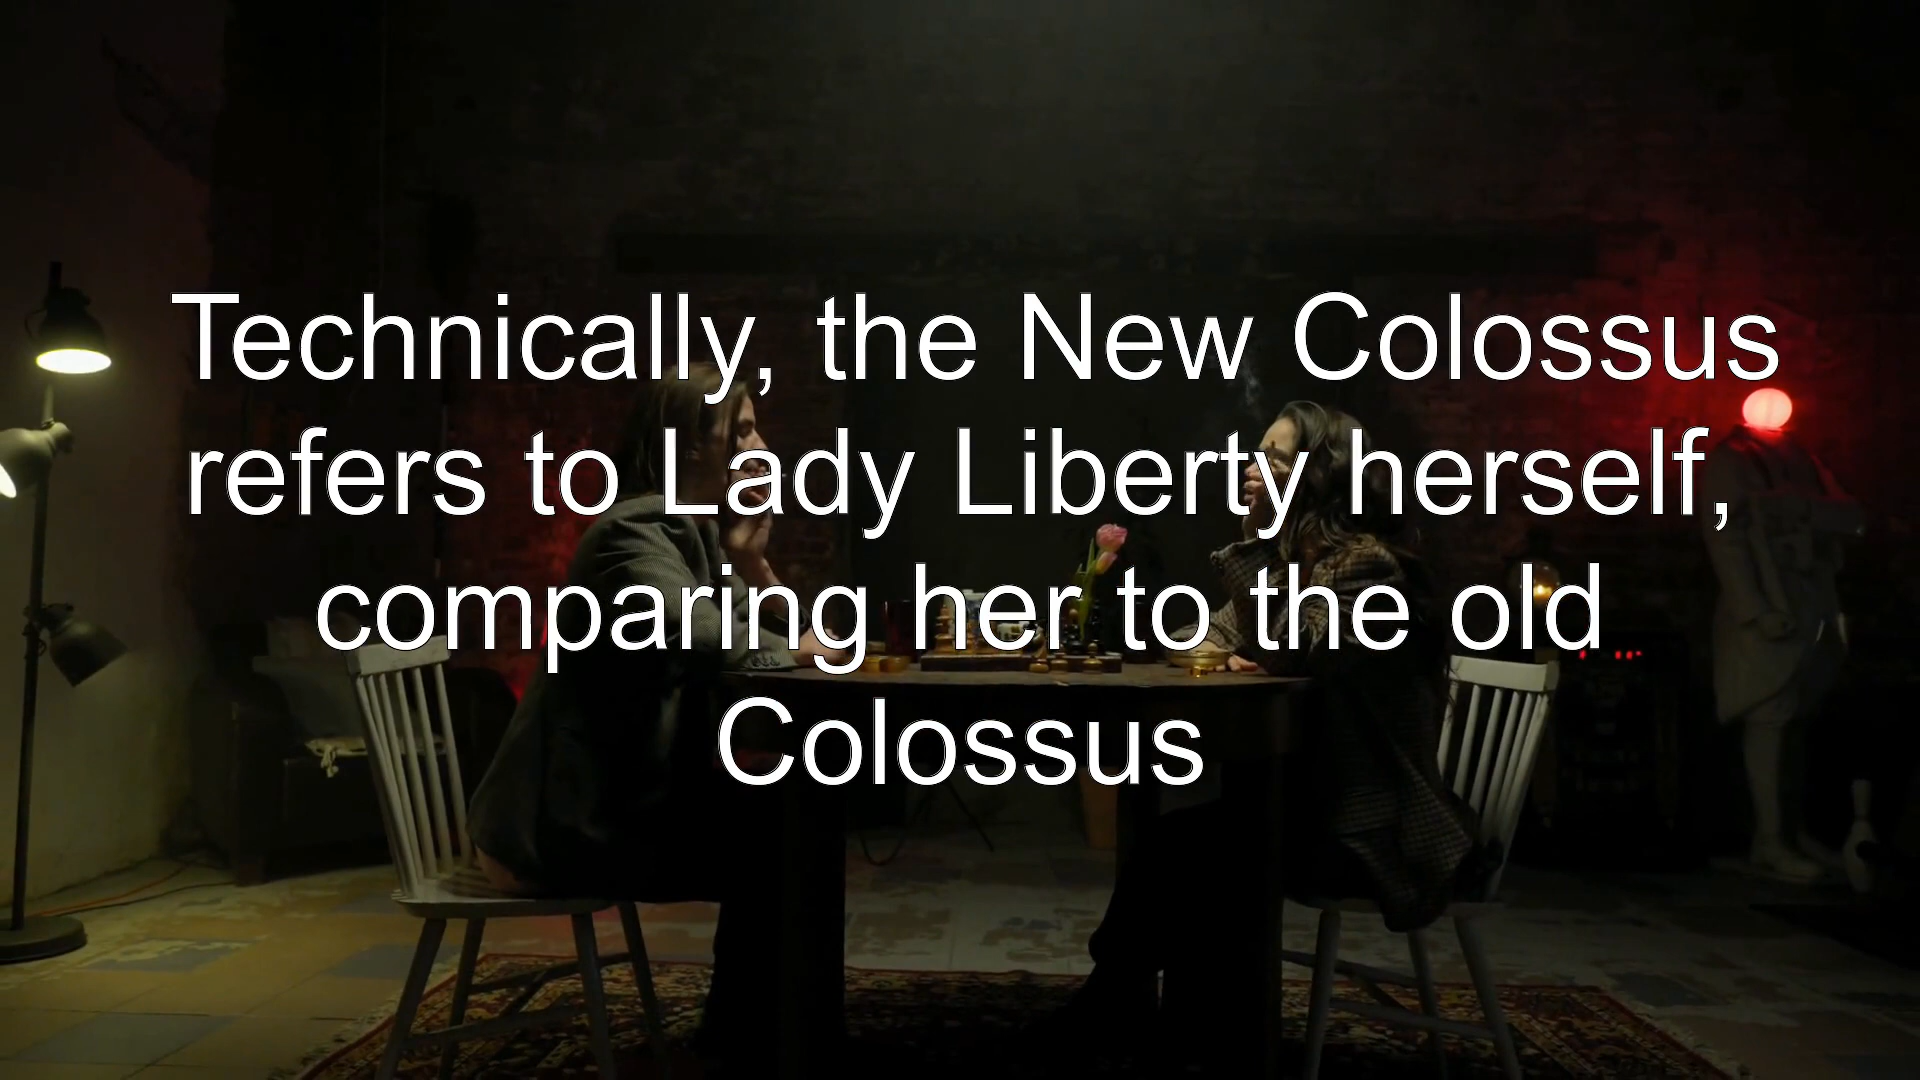 Technically, the New Colossus
refers to Lady Liberty herself,
comparing her to the old
Colossus